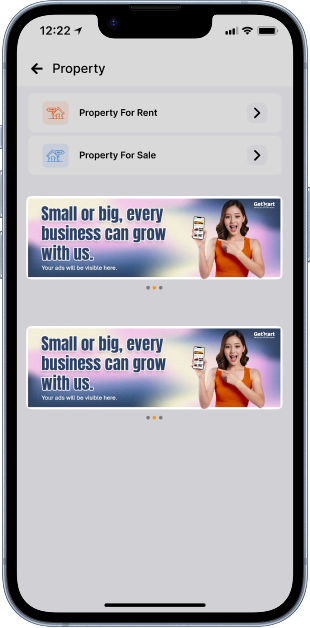 12:22
Property
Property For Rent
Property For Sale
Small or big, every
business can grow
with us.
Your ads will be visible here.
GetMart
Small or big, every
business can grow
with us.
Your ads will be visible here.
GetMart